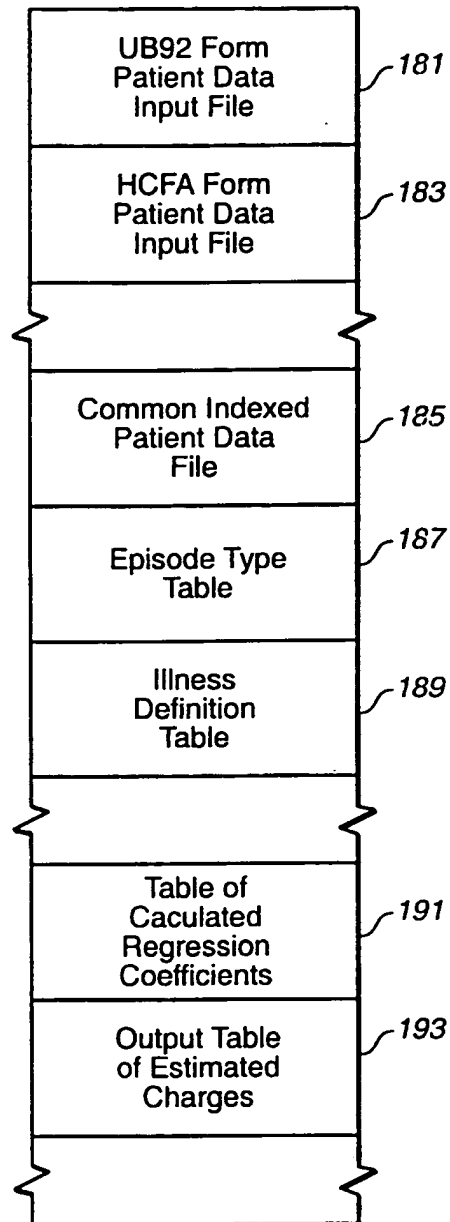 UB92 Form
Patient Data
Input File
181
HCFA Form
Patient Data
Input File
183
Common Indexed
Patient Data
File
185
Episode Type
Table
187
Illness
Definition
Table
189
Table of
Caculated
Regression
Coefficients
191
Output Table
of Estimated
Charges
193